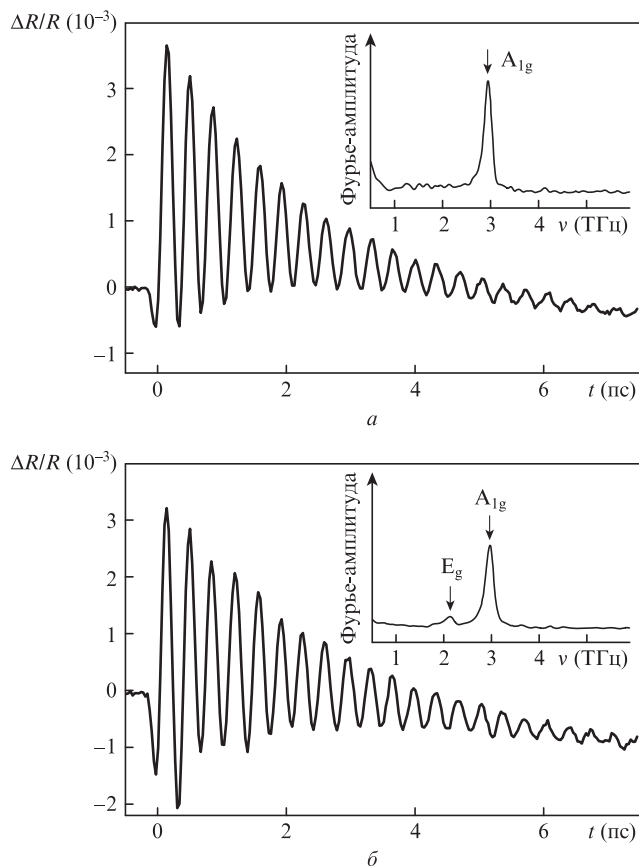 ΔR/R (10⁻³)
3
2
1
0
−1
0
2
4
6
t (пс)
Фурье-амплитуда
A₁g
1
2
3
4
ν (ТГц)
а
ΔR/R (10⁻³)
3
2
1
0
−1
−2
0
2
4
6
t (пс)
Фурье-амплитуда
A₁g
Eg
1
2
3
4
ν (ТГц)
б